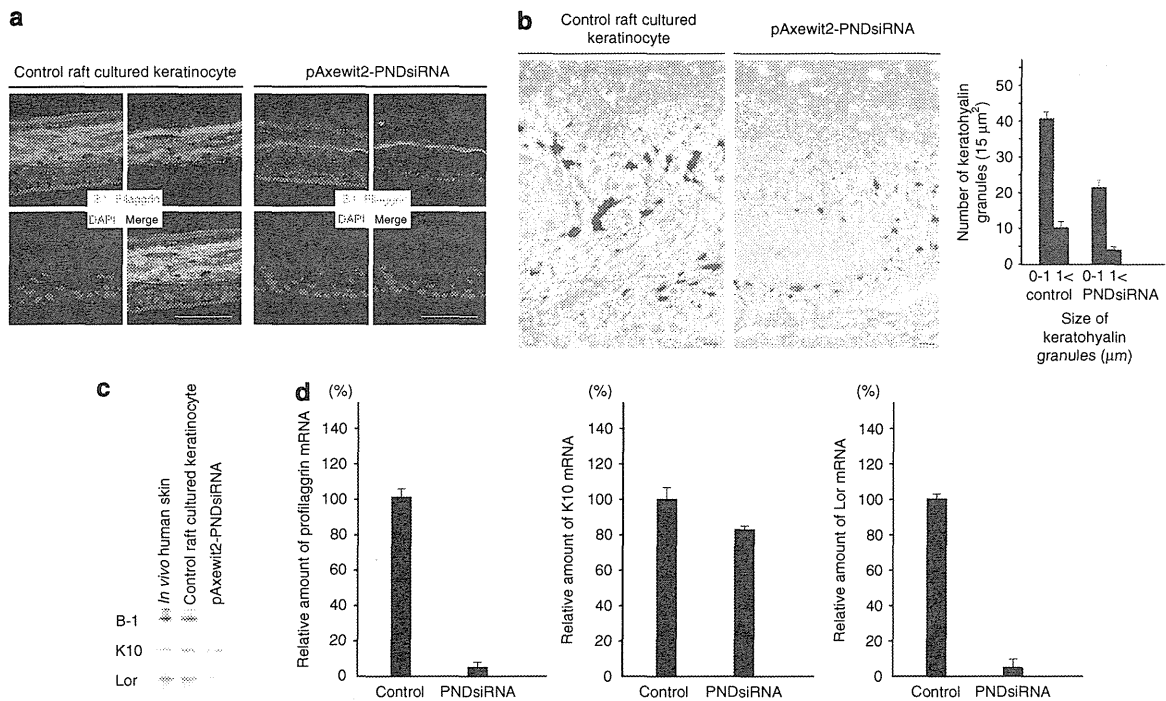 a
Control raft cultured keratinocyte
pAxewit2-PNDsiRNA
DAPI Merge
DAPI Merge
b
Control raft cultured
keratinocyte
pAxewit2-PNDsiRNA
Number of keratohyalin
granules (15 μm²)
50
40
30
20
10
0
0-1 1< 0-1 1<
control PNDsiRNA
Size of
keratohyalin
granules (μm)
c
In vivo human skin
Control raft cultured keratinocyte
pAxewit2-PNDsiRNA
B-1
K10
Lor
d
(%)
Relative amount of profilaggrin mRNA
140
120
100
80
60
40
20
0
Control PNDsiRNA
(%)
Relative amount of K10 mRNA
140
120
100
80
60
40
20
0
Control PNDsiRNA
(%)
Relative amount of Lor mRNA
140
120
100
80
60
40
20
0
Control PNDsiRNA